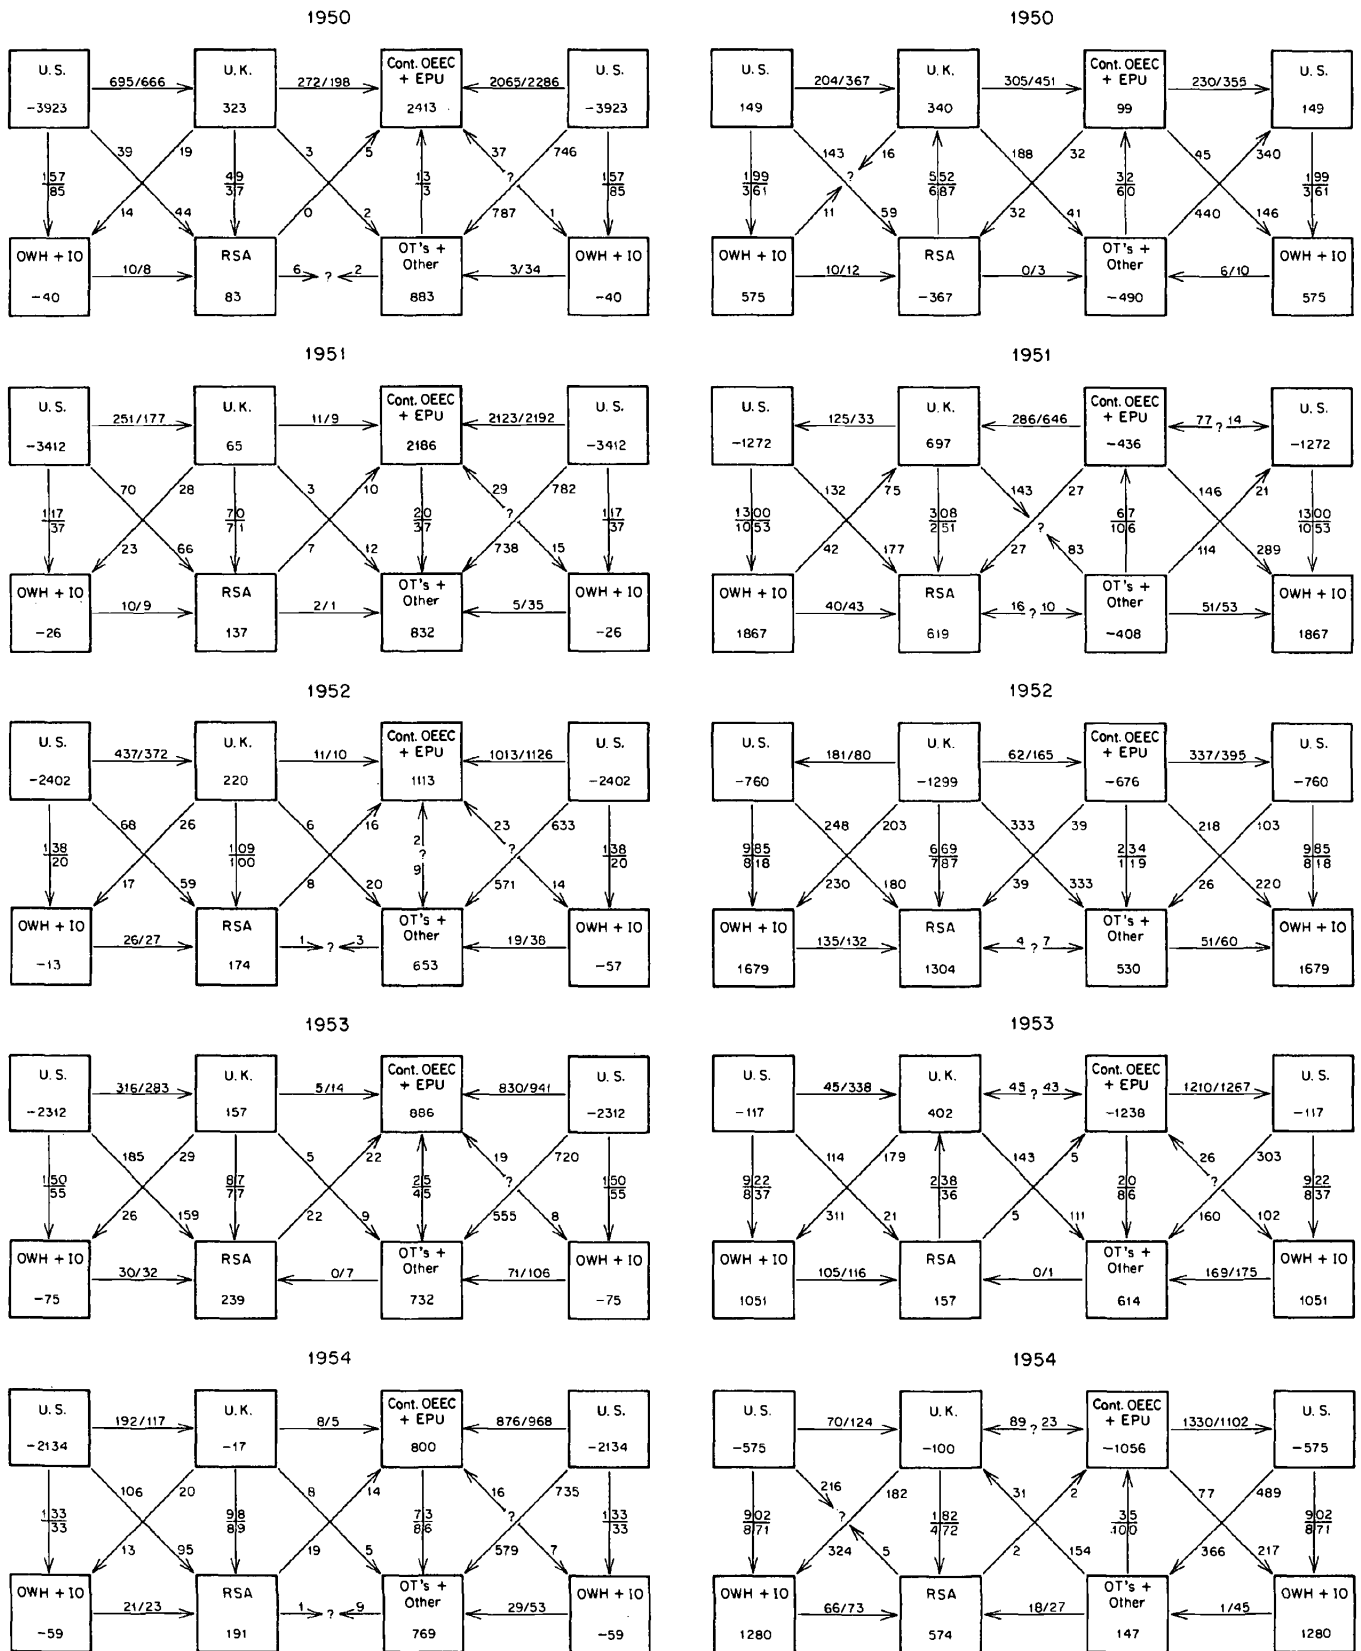 1950 1950
U.S. U.K. Cont. OEEC + EPU U.S. U.S. U.K. Cont. OEEC + EPU U.S.
695/666 272/198 2065/2286 204/367 305/451 230/355
-3923 323 2413 -3923 149 340 99 149
39 19 3 5 37 746 143 16 188 32 45 340
157/85 49/37 13/3 ? 157/85 199/361 ? 552/687 32/60 199/361
14 44 0 2 787 1 11 59 32 41 440 146
OWH + IO RSA OT's + Other OWH + IO OWH + IO RSA OT's + Other OWH + IO
10/8 6 ? 2 3/34 10/12 0/3 6/10
-40 83 883 -40 575 -367 -490 575
1951 1951
U.S. U.K. Cont. OEEC + EPU U.S. U.S. U.K. Cont. OEEC + EPU U.S.
251/177 11/9 2123/2192 125/33 286/646 77 ? 14
-3412 65 2186 -3412 -1272 697 -436 -1272
70 28 3 10 29 782 132 75 143 27 146 21
117/37 70/71 20/37 ? 117/37 1300/1053 308/251 ? 67/106 1300/1053
23 66 7 12 738 15 42 177 27 83 114 289
OWH + IO RSA OT's + Other OWH + IO OWH + IO RSA OT's + Other OWH + IO
10/9 2/1 5/35 40/43 16 ? 10 51/53
-26 137 832 -26 1867 619 -408 1867
1952 1952
U.S. U.K. Cont. OEEC + EPU U.S. U.S. U.K. Cont. OEEC + EPU U.S.
437/372 11/10 1013/1126 181/80 62/165 337/395
-2402 220 1113 -2402 -760 -1299 -676 -760
68 26 6 16 23 633 248 203 333 39 218 103
138/20 109/100 2 ? 9 ? 138/20 985/818 669/787 234/119 985/818
17 59 8 20 571 14 230 180 39 333 26 220
OWH + IO RSA OT's + Other OWH + IO OWH + IO RSA OT's + Other OWH + IO
26/27 1 ? 3 19/38 135/132 4 ? 7 51/60
-13 174 653 -57 1679 1304 530 1679
1953 1953
U.S. U.K. Cont. OEEC + EPU U.S. U.S. U.K. Cont. OEEC + EPU U.S.
316/283 5/14 830/941 45/338 45 ? 43 1210/1267
-2312 157 886 -2312 -117 402 -1238 -117
185 29 5 22 19 720 114 179 143 5 26 303
150/55 87/77 25/45 ? 150/55 922/837 238/36 20/86 ? 922/837
26 159 22 9 555 8 311 21 5 111 160 102
OWH + IO RSA OT's + Other OWH + IO OWH + IO RSA OT's + Other OWH + IO
30/32 0/7 71/106 105/116 0/1 169/175
-75 239 732 -75 1051 157 614 1051
1954 1954
U.S. U.K. Cont. OEEC + EPU U.S. U.S. U.K. Cont. OEEC + EPU U.S.
192/117 8/5 876/968 70/124 89 ? 23 1330/1102
-2134 -17 800 -2134 -575 -100 -1056 -575
106 20 8 14 16 735 216 182 31 2 77 489
133/33 98/89 73/86 ? 133/33 902/871 ? 182/472 35/100 902/871
13 95 19 5 579 7 324 5 2 154 366 217
OWH + IO RSA OT's + Other OWH + IO OWH + IO RSA OT's + Other OWH + IO
21/23 1 ? 9 29/53 66/73 18/27 1/45
-59 191 769 -59 1280 574 147 1280